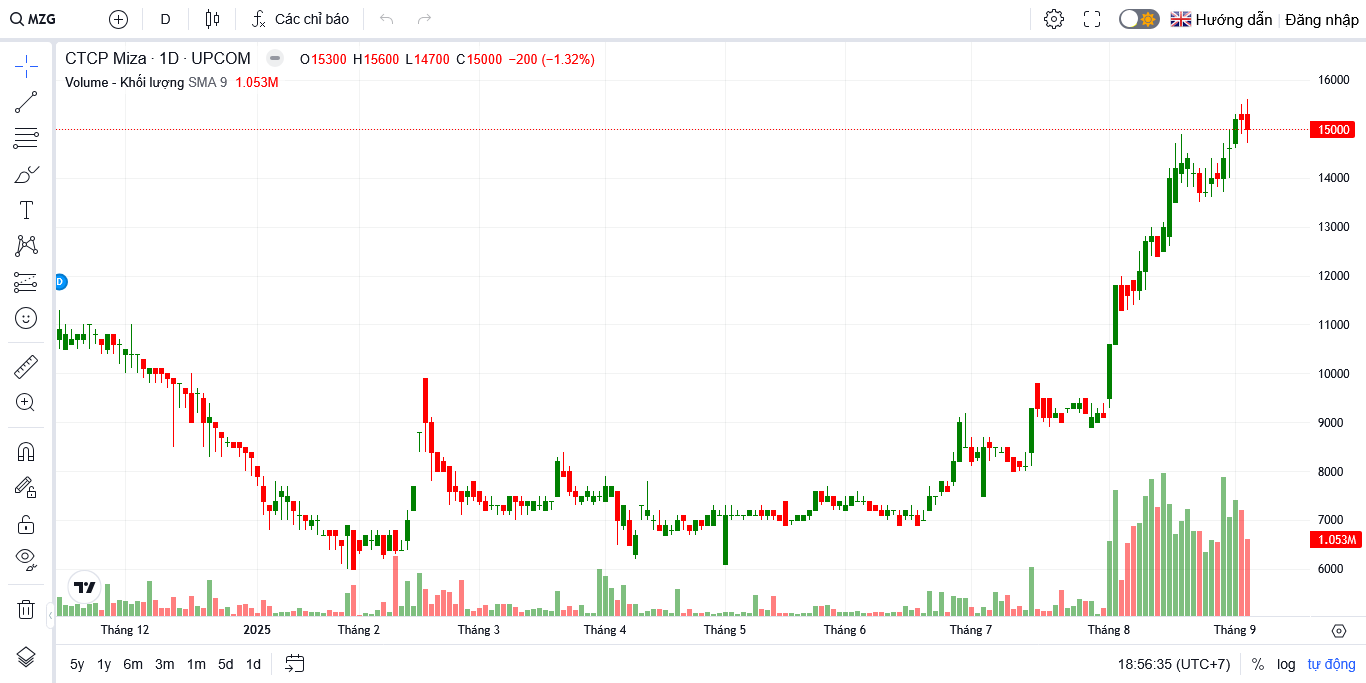 MZG D Các chỉ báo Hướng dẫn Đăng nhập
CTCP Miza · 1D · UPCOM O15300 H15600 L14700 C15000 −200 (−1.32%)
Volume - Khối lượng SMA 9 1.053M
16000
15000
14000
13000
12000
D
11000
10000
9000
8000
7000
1.053M
6000
Tháng 12 2025 Tháng 2 Tháng 3 Tháng 4 Tháng 5 Tháng 6 Tháng 7 Tháng 8 Tháng 9
5y 1y 6m 3m 1m 5d 1d 18:56:35 (UTC+7) % log tự động